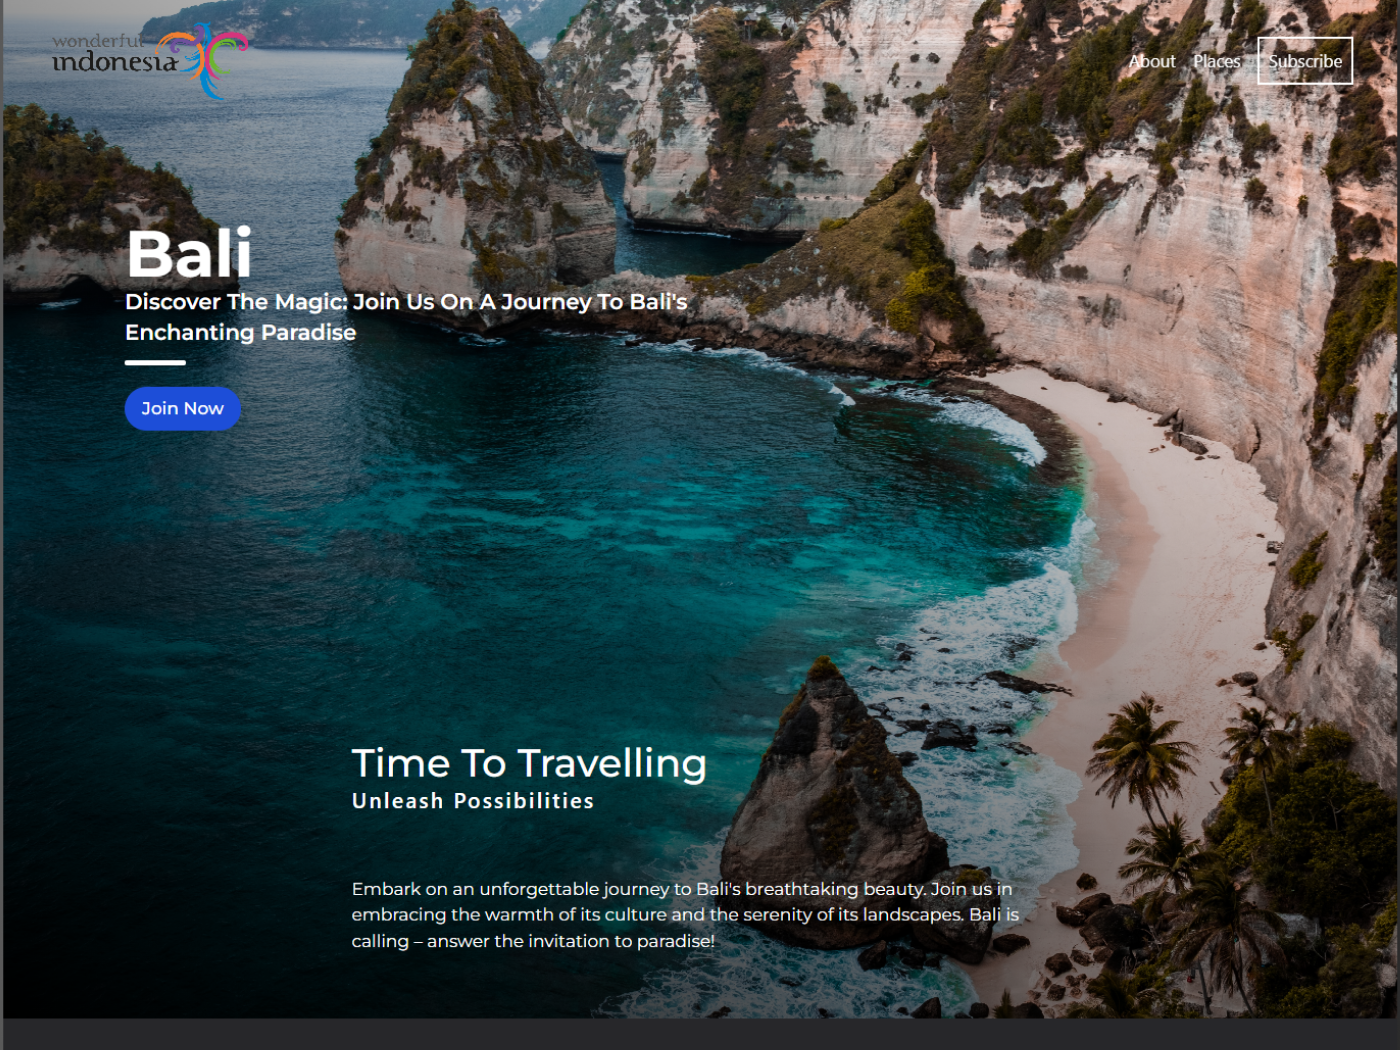 wonderful
indonesia
About Places Subscribe
Bali
Discover The Magic: Join Us On A Journey To Bali's
Enchanting Paradise
Join Now
Time To Travelling
Unleash Possibilities
Embark on an unforgettable journey to Bali's breathtaking beauty. Join us in
embracing the warmth of its culture and the serenity of its landscapes. Bali is
calling – answer the invitation to paradise!